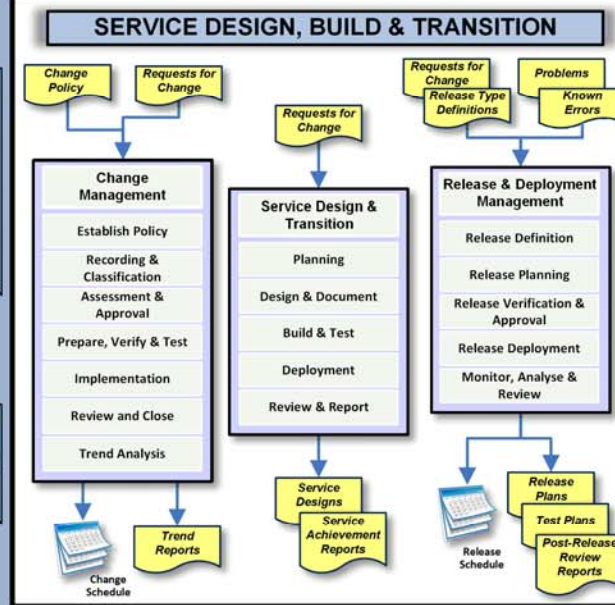 SERVICE DESIGN, BUILD & TRANSITION
Change
Policy
Requests for
Change
Change
Management
Establish Policy
Recording &
Classification
Assessment &
Approval
Prepare, Verify & Test
Implementation
Review and Close
Trend Analysis
Change
Schedule
Trend
Reports
Requests for
Change
Service Design &
Transition
Planning
Design & Document
Build & Test
Deployment
Review & Report
Service
Designs
Service
Achievement
Reports
Requests for
Change
Release Type
Definitions
Problems
Known
Errors
Release & Deployment
Management
Release Definition
Release Planning
Release Verification &
Approval
Release Deployment
Monitor, Analyse &
Review
Release
Schedule
Release
Plans
Test Plans
Post-Release
Review
Reports